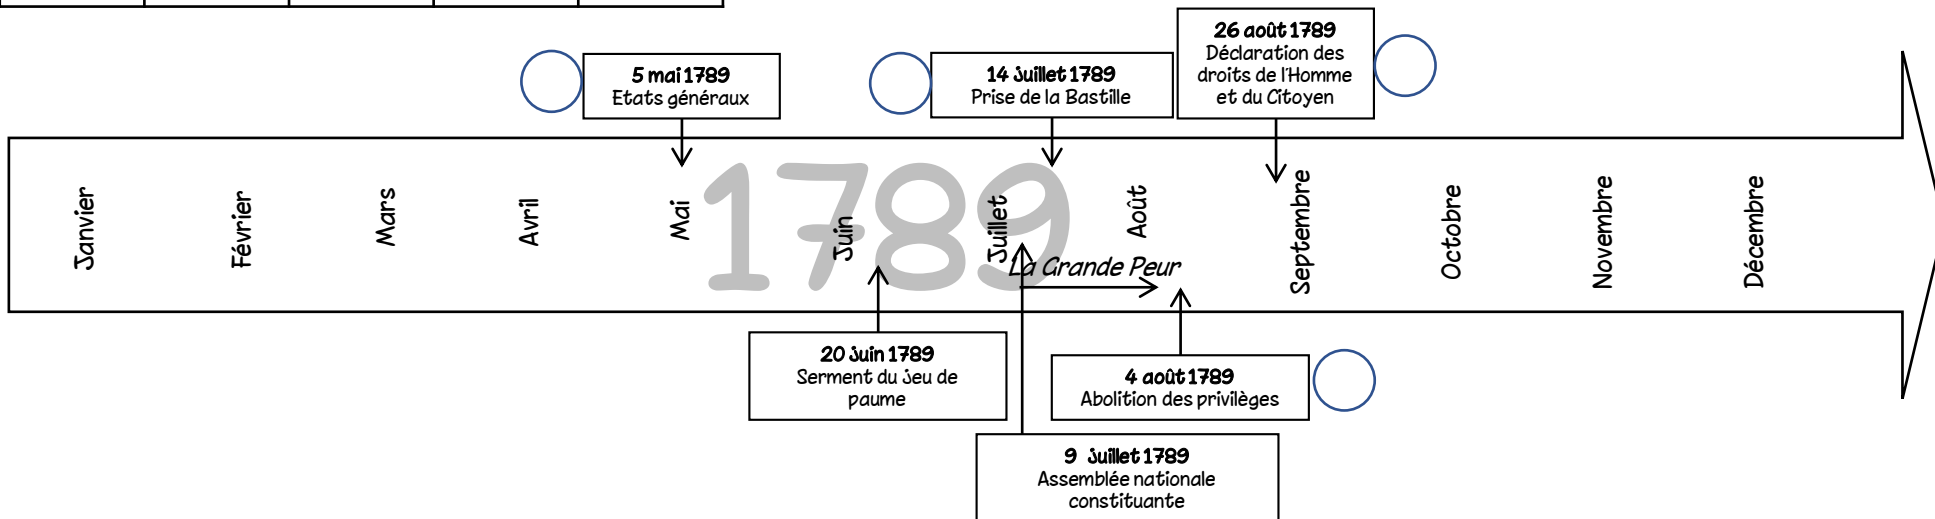 26 août 1789
Déclaration des
droits de l'Homme
et du Citoyen
5 mai 1789
Etats généraux
14 juillet 1789
Prise de la Bastille
1789
Janvier
Février
Mars
Avril
Mai
Juin
Juillet
Août
Septembre
Octobre
Novembre
Décembre
La Grande Peur
20 juin 1789
Serment du jeu de
paume
4 août 1789
Abolition des privilèges
9 juillet 1789
Assemblée nationale
constituante